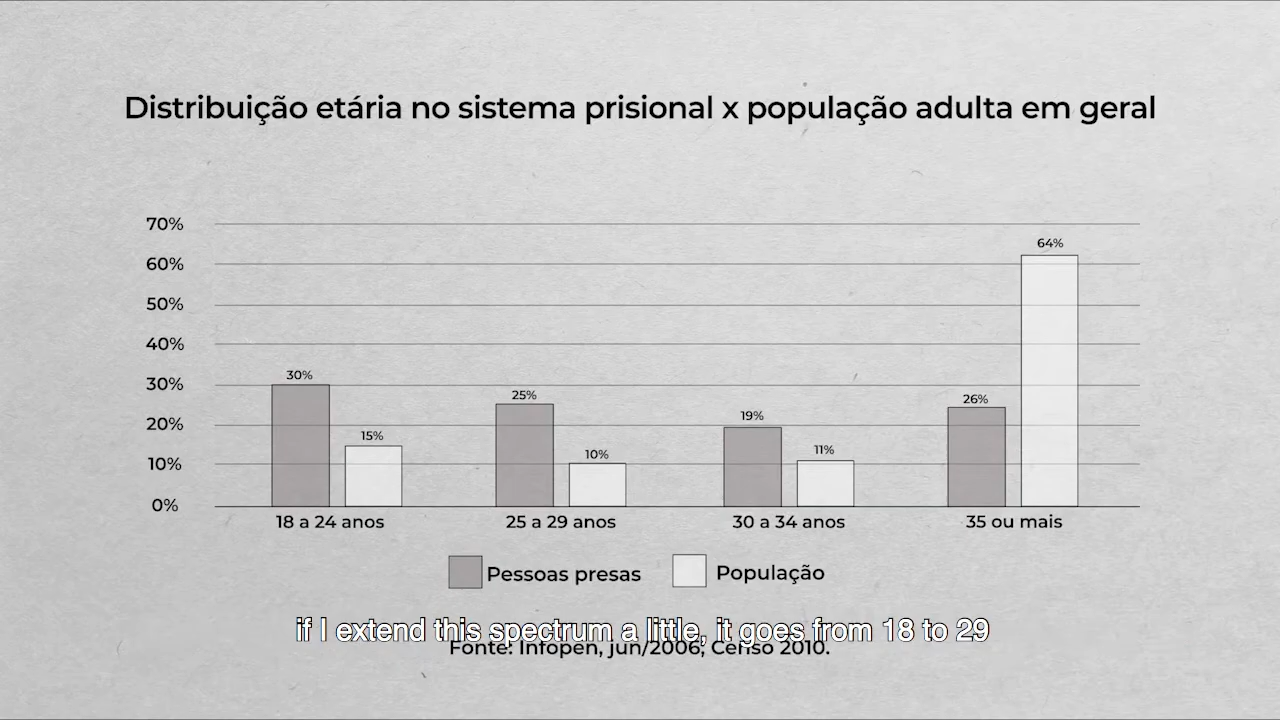 Distribuição etária no sistema prisional x população adulta em geral
70%
60%
50%
40%
30%
20%
10%
0%
30%
15%
25%
10%
19%
11%
26%
64%
18 a 24 anos
25 a 29 anos
30 a 34 anos
35 ou mais
Pessoas presas
População
if I extend this spectrum a little, it goes from 18 to 29
Fonte: Infopen, jun/2006; Censo 2010.